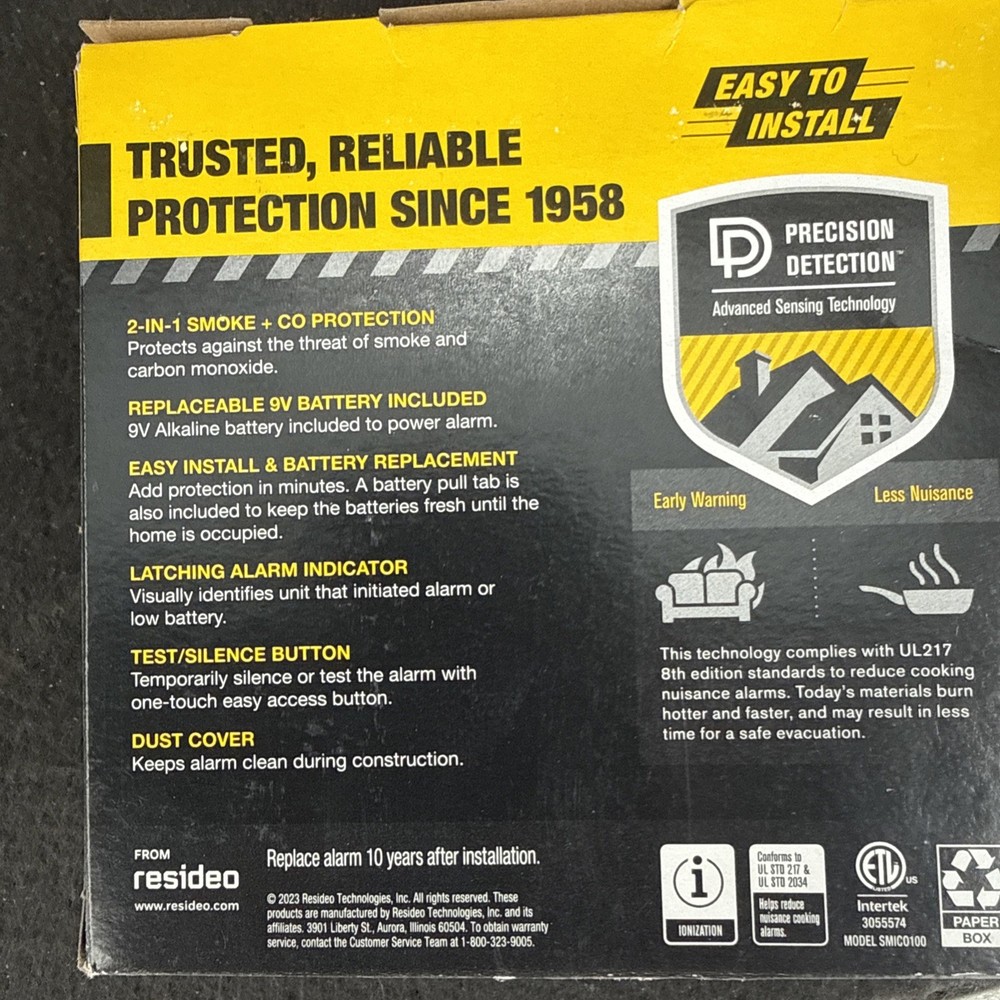 EASY TO
INSTALL
TRUSTED, RELIABLE
PROTECTION SINCE 1958
PRECISION
DETECTION™
Advanced Sensing Technology
2-IN-1 SMOKE + CO PROTECTION
Protects against the threat of smoke and
carbon monoxide.
REPLACEABLE 9V BATTERY INCLUDED
9V Alkaline battery included to power alarm.
EASY INSTALL & BATTERY REPLACEMENT
Add protection in minutes. A battery pull tab is
also included to keep the batteries fresh until the
home is occupied.
LATCHING ALARM INDICATOR
Visually identifies unit that initiated alarm or
low battery.
TEST/SILENCE BUTTON
Temporarily silence or test the alarm with
one-touch easy access button.
DUST COVER
Keeps alarm clean during construction.
Early Warning
Less Nuisance
This technology complies with UL217
8th edition standards to reduce cooking
nuisance alarms. Today's materials burn
hotter and faster, and may result in less
time for a safe evacuation.
FROM
resideo
www.resideo.com
Replace alarm 10 years after installation.
© 2023 Resideo Technologies, Inc. All rights reserved. These
products are manufactured by Resideo Technologies, Inc. and its
affiliates. 3901 Liberty St., Aurora, Illinois 60504. To obtain warranty
service, contact the Customer Service Team at 1-800-323-9005.
i
IONIZATION
Conforms to
UL STD 217 &
UL STD 2034
Helps reduce
nuisance cooking
alarms.
ETL
LISTED
US
Intertek
3055574
MODEL SMICO100
PAPER
BOX